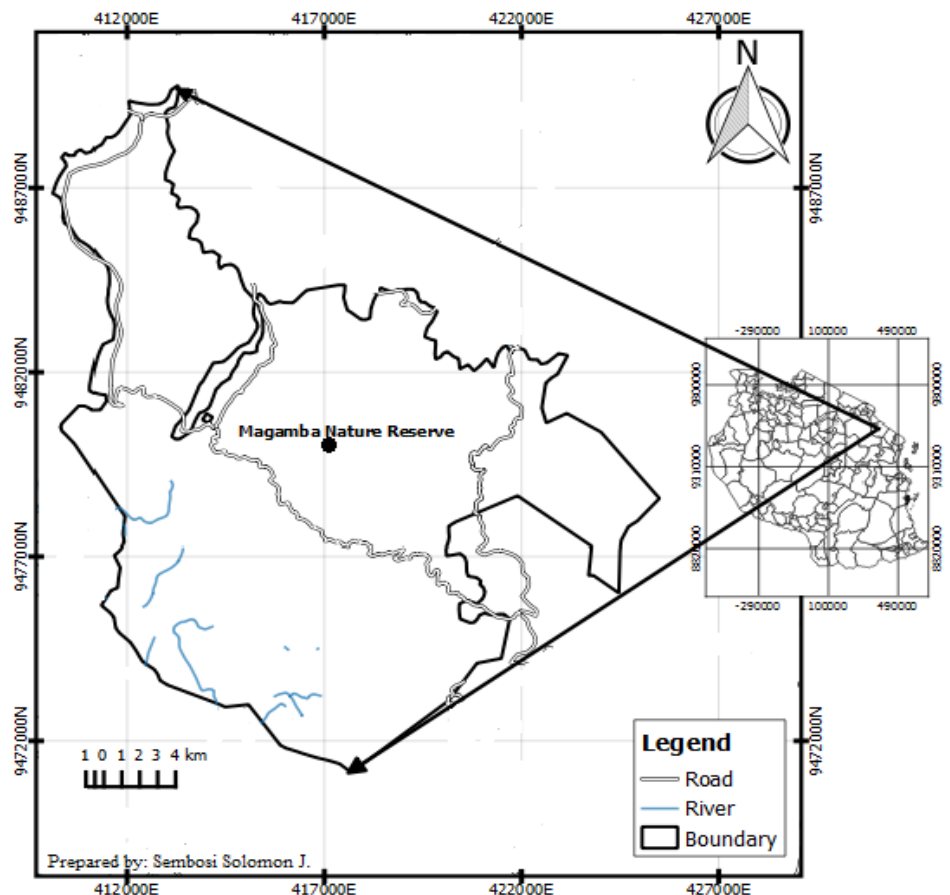 412000E 417000E 422000E 427000E
N
9487000N 9487000N
-290000 100000 490000
9482000N
9800000 9800000
Magamba Nature Reserve
9310000 9310000
9477000N
8820000 8820000
-290000 100000 490000
9472000N 9472000N
Legend
1 0 1 2 3 4 km
Road
River
Boundary
Prepared by: Sembosi Solomon J.
412000E 417000E 422000E 427000E